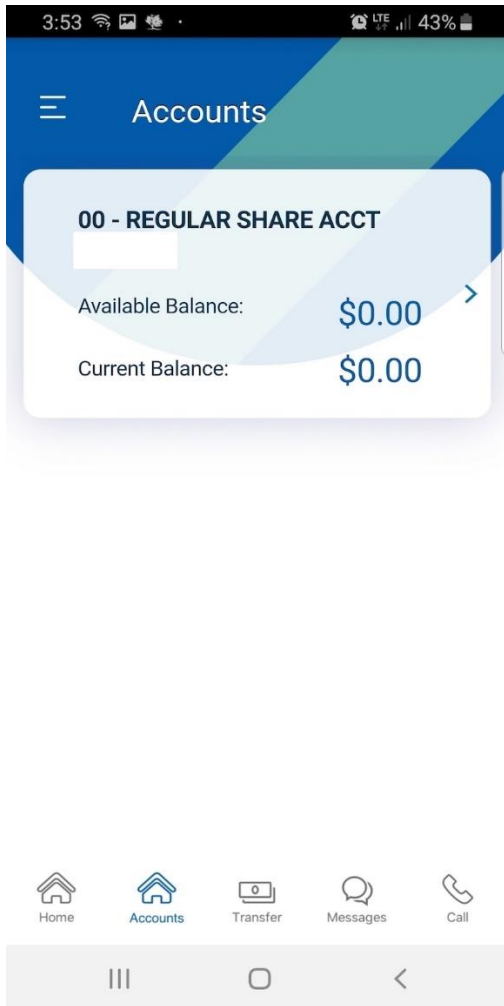 3:53 LTE 43%
Accounts
00 - REGULAR SHARE ACCT
Available Balance: $0.00
Current Balance: $0.00
Home Accounts Transfer Messages Call